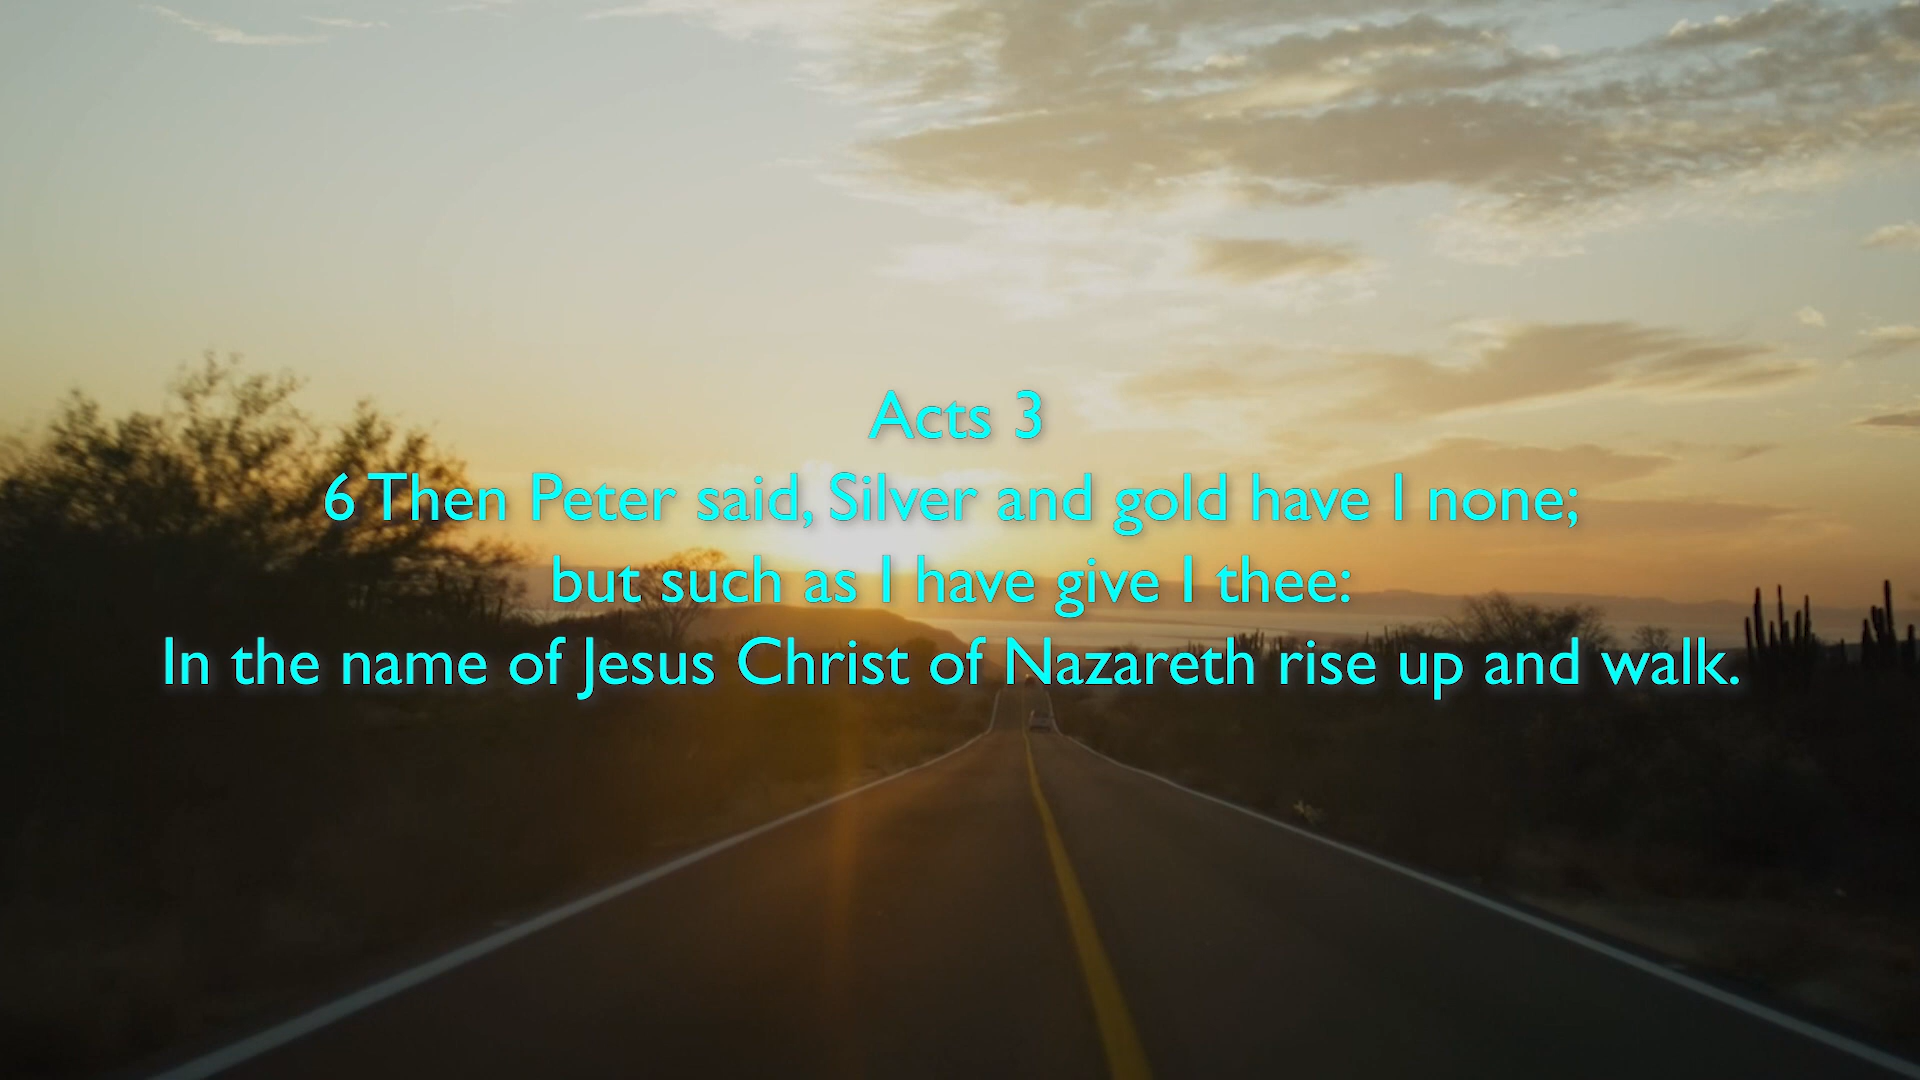 Acts 3
6 Then Peter said, Silver and gold have I none;
but such as I have give I thee:
In the name of Jesus Christ of Nazareth rise up and walk.